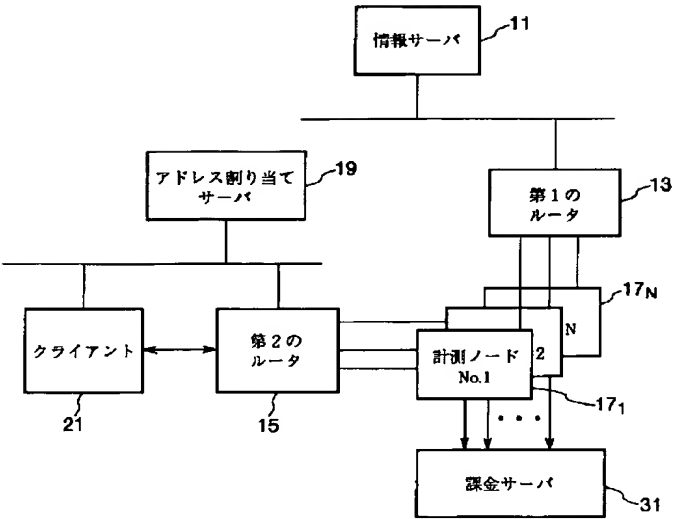 情報サーバ
11
アドレス割り当て
サーバ
19
第1の
ルータ
13
17N
N
2
計測ノード
No.1
171
クライアント
21
第2の
ルータ
15
課金サーバ
31